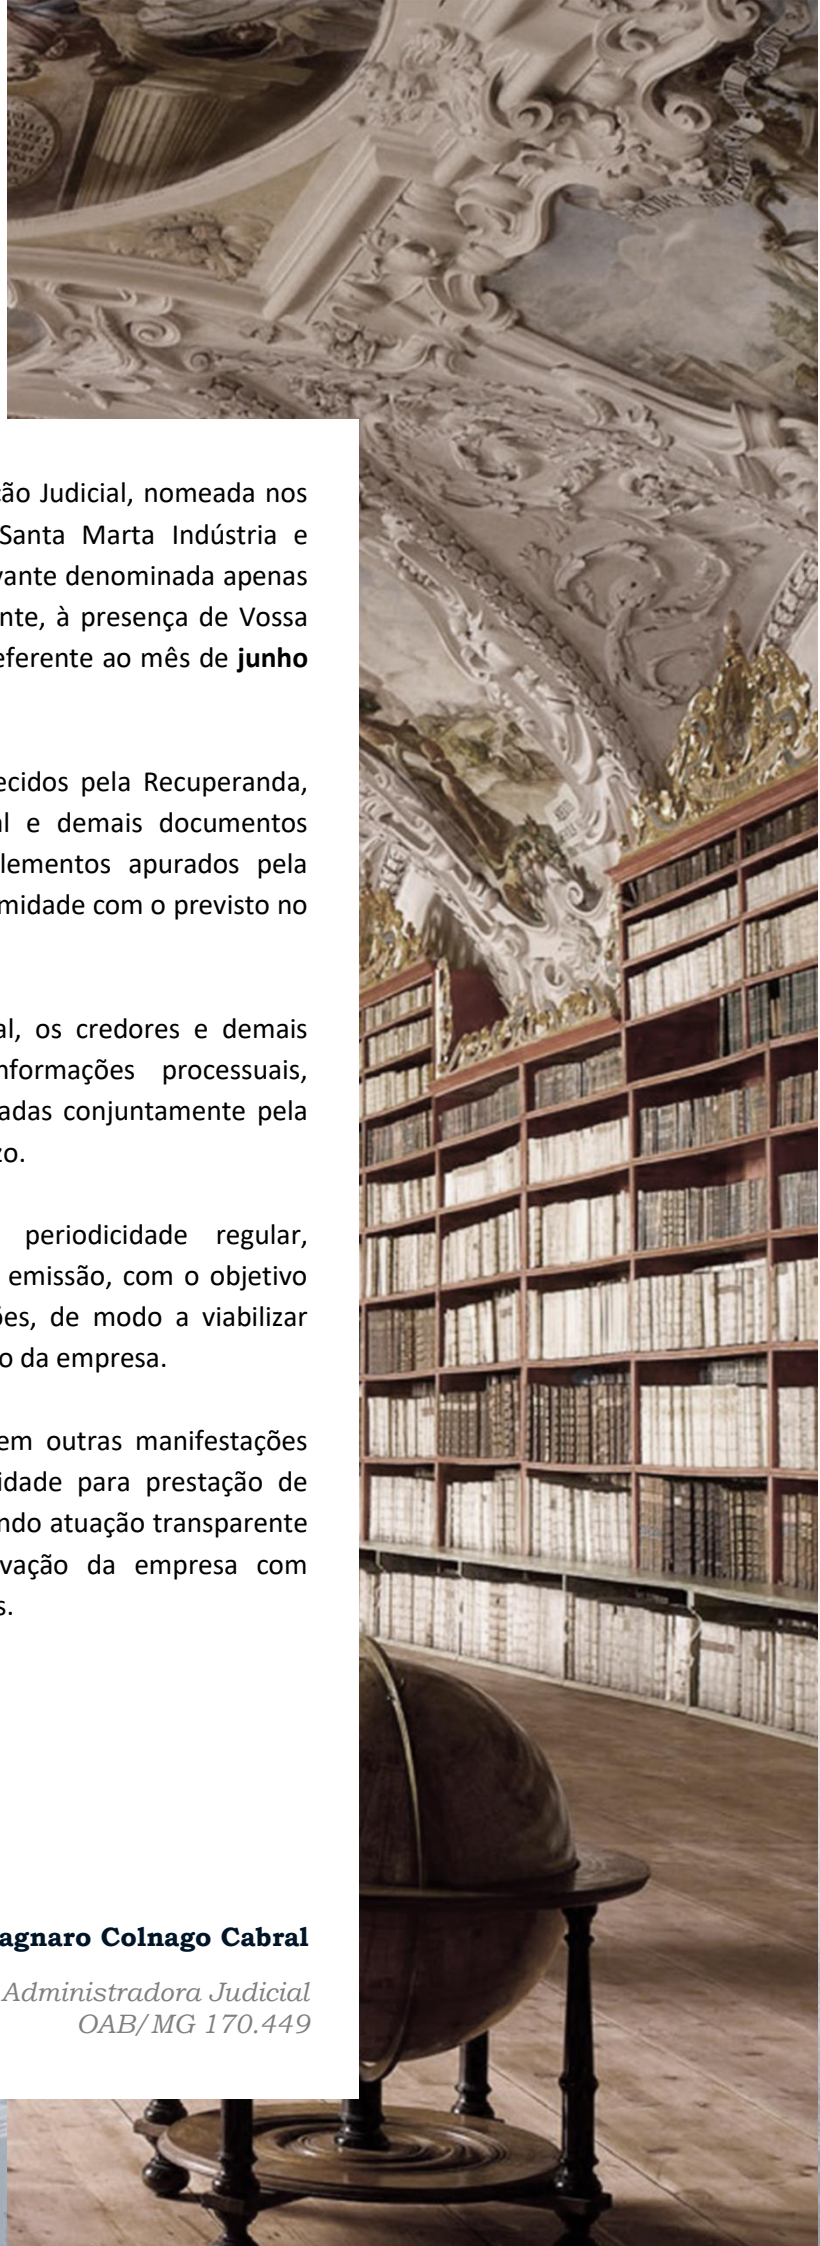 ão Judicial, nomeada nos
Santa Marta Indústria e
vante denominada apenas
nte, à presença de Vossa
eferente ao mês de junho
ecidos pela Recuperanda,
l e demais documentos
lementos apurados pela
midade com o previsto no
al, os credores e demais
nformações processuais,
adas conjuntamente pela
zo.
periodicidade regular,
emissão, com o objetivo
ões, de modo a viabilizar
o da empresa.
em outras manifestações
idade para prestação de
ndo atuação transparente
vação da empresa com
s.
agnaro Colnago Cabral
Administradora Judicial
OAB/MG 170.449